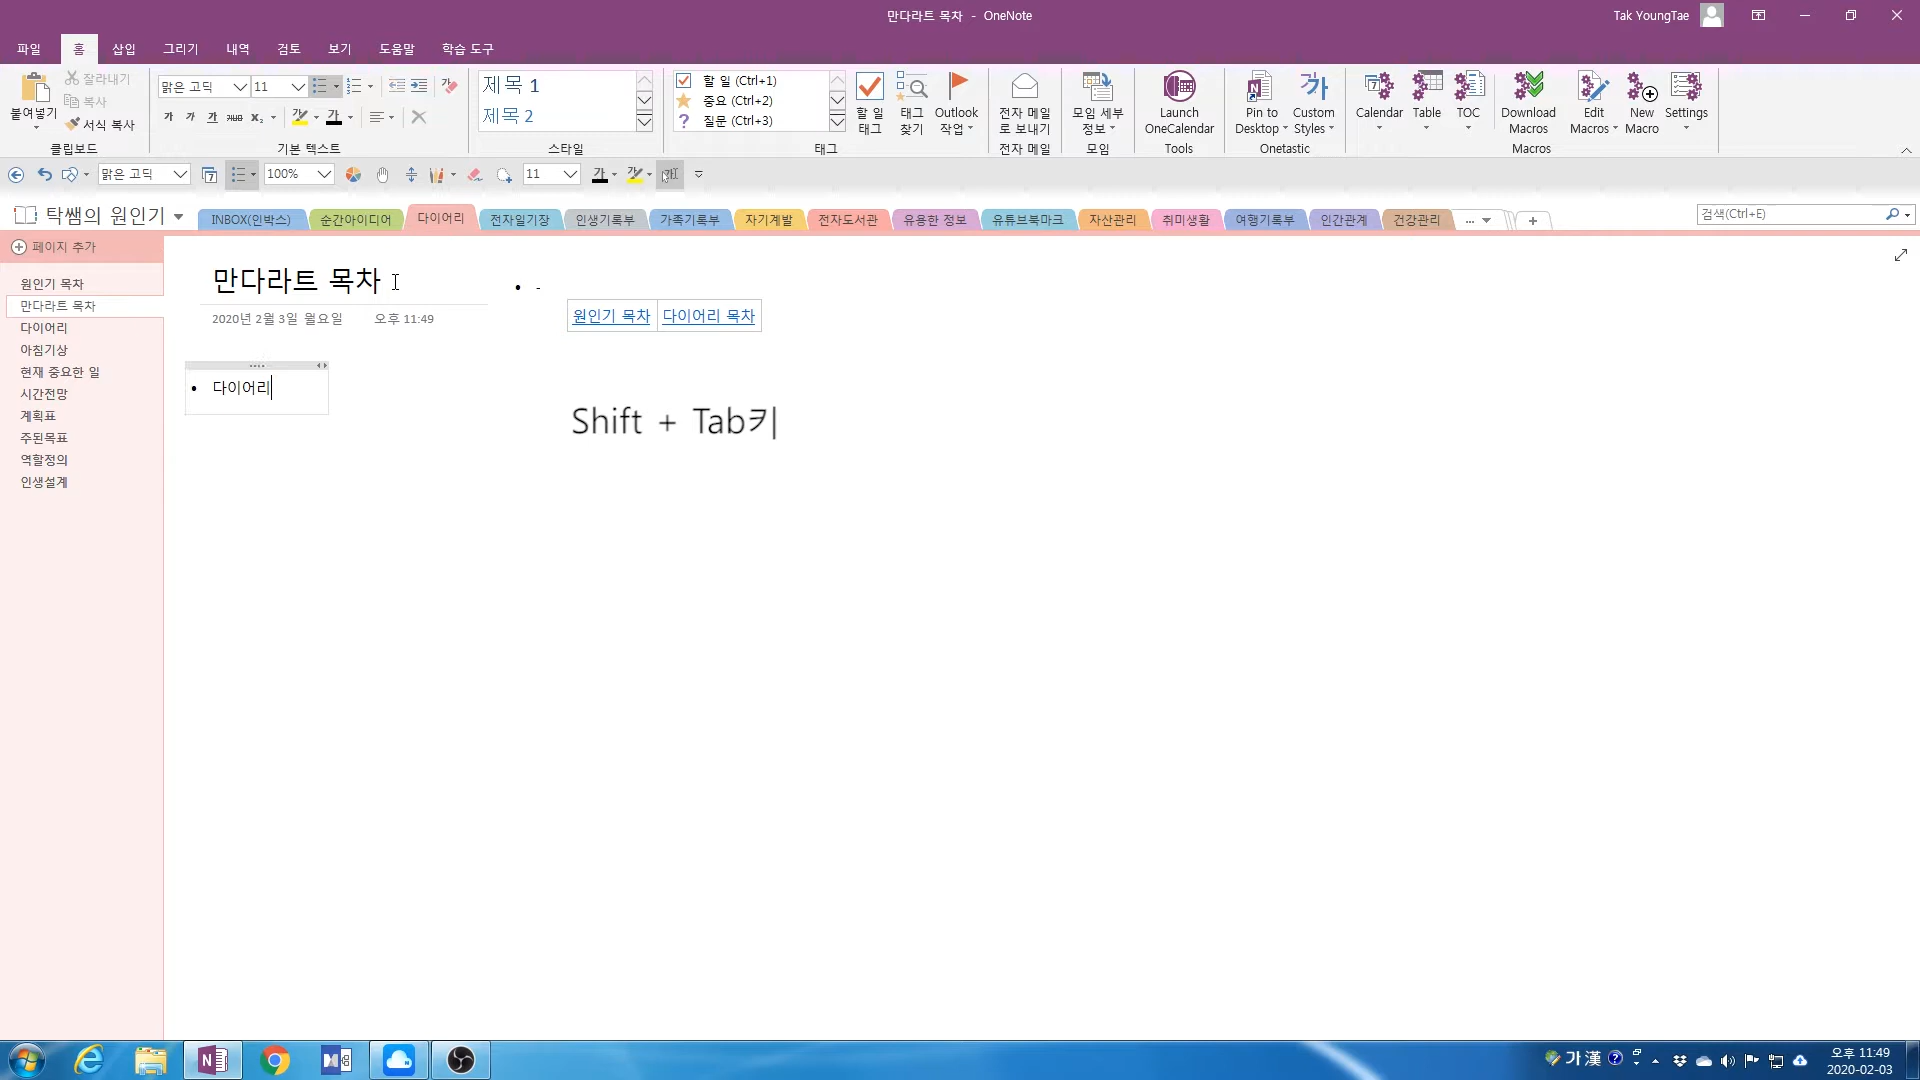 만다라트 목차 - OneNote
Tak YoungTae
파일 홈 삽입 그리기 내역 검토 보기 도움말 학습 도구
붙여넣기
잘라내기
복사
서식 복사
클립보드
맑은 고딕 11
가 가 가
기본 텍스트
제목 1
제목 2
스타일
할 일 (Ctrl+1)
중요 (Ctrl+2)
질문 (Ctrl+3)
할 일
태그
태그
찾기
Outlook
작업
태그
전자 메일
로 보내기
전자 메일
모임 세부
정보
모임
Launch
OneCalendar
Tools
Pin to
Desktop
Custom
Styles
Onetastic
Calendar
Table
TOC
Download
Macros
Edit
Macros
New
Macro
Settings
Macros
맑은 고딕 100% 11
탁쌤의 원인기
INBOX(인박스) 순간아이디어 다이어리 전자일기장 인생기록부 가족기록부 자기계발 전자도서관 유용한 정보 유튜브북마크 자산관리 취미생활 여행기록부 인간관계 건강관리 ...
검색(Ctrl+E)
페이지 추가
원인기 목차
만다라트 목차
다이어리
아침기상
현재 중요한 일
시간전망
계획표
주된목표
역할정의
인생설계
만다라트 목차
2020년 2월 3일 월요일 오후 11:49
• 다이어리
• -
원인기 목차 다이어리 목차
Shift + Tab키
가 漢
오후 11:49
2020-02-03